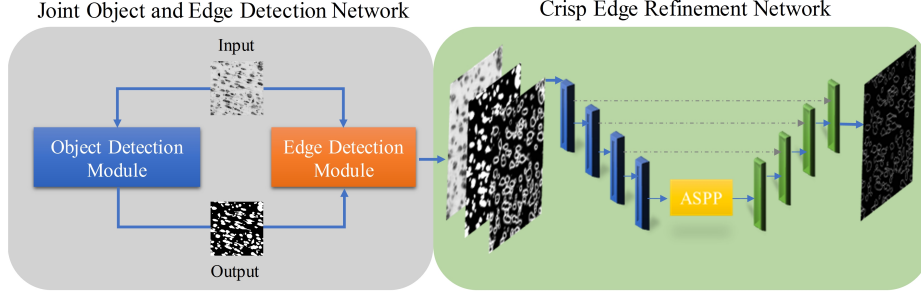 Joint Object and Edge Detection Network
Crisp Edge Refinement Network
Input
Object Detection
Module
Edge Detection
Module
ASPP
Output